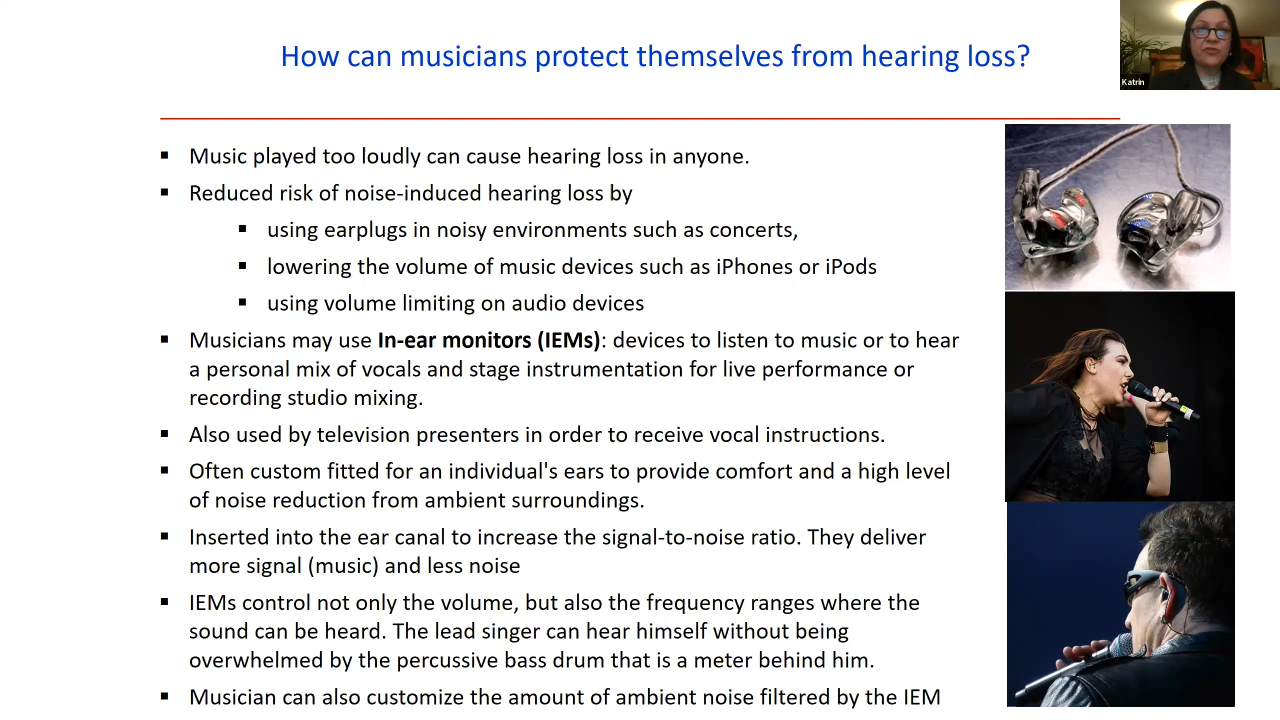 How can musicians protect themselves from hearing loss?
Katrin
▪ Music played too loudly can cause hearing loss in anyone.
▪ Reduced risk of noise-induced hearing loss by
▪ using earplugs in noisy environments such as concerts,
▪ lowering the volume of music devices such as iPhones or iPods
▪ using volume limiting on audio devices
▪ Musicians may use In-ear monitors (IEMs): devices to listen to music or to hear
a personal mix of vocals and stage instrumentation for live performance or
recording studio mixing.
▪ Also used by television presenters in order to receive vocal instructions.
▪ Often custom fitted for an individual's ears to provide comfort and a high level
of noise reduction from ambient surroundings.
▪ Inserted into the ear canal to increase the signal-to-noise ratio. They deliver
more signal (music) and less noise
▪ IEMs control not only the volume, but also the frequency ranges where the
sound can be heard. The lead singer can hear himself without being
overwhelmed by the percussive bass drum that is a meter behind him.
▪ Musician can also customize the amount of ambient noise filtered by the IEM